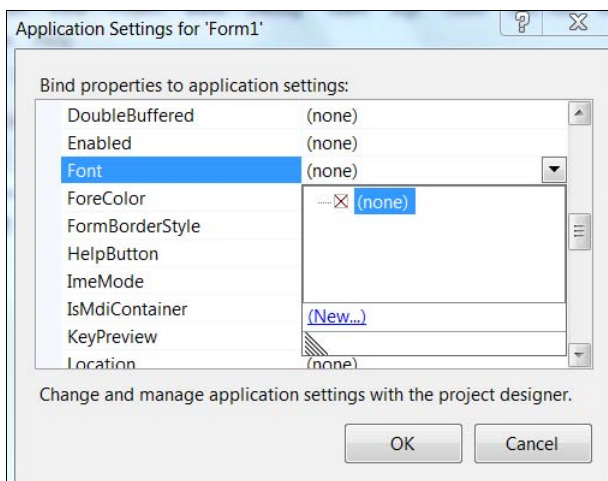 Application Settings for 'Form1'
Bind properties to application settings:
DoubleBuffered (none)
Enabled (none)
Font (none)
ForeColor (none)
FormBorderStyle
HelpButton
ImeMode
IsMdiContainer (New...)
KeyPreview
Location (none)
Change and manage application settings with the project designer.
OK Cancel